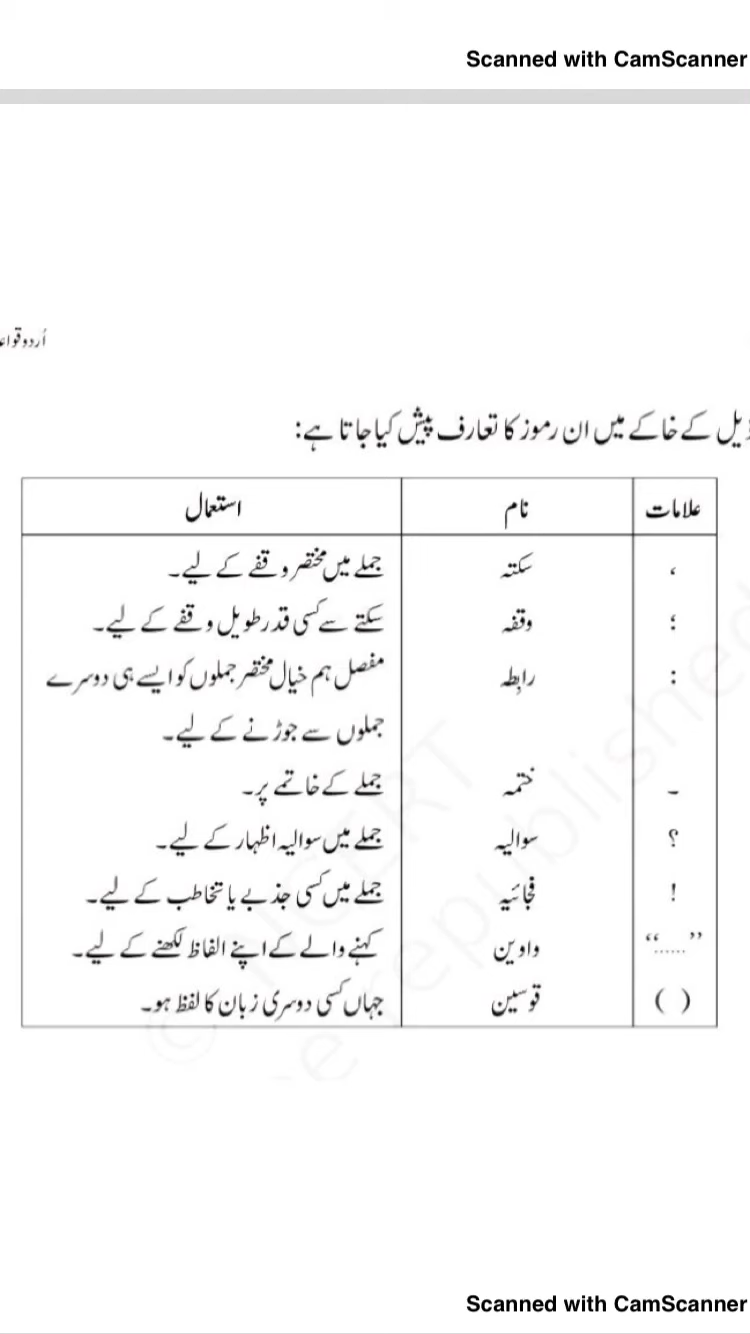 Scanned with CamScanner
ذیل کے خاکے میں ان رموز کا تعارف پیش کیا جاتا ہے:
علامات نام استعمال
، سکتہ جملے میں مختصر وقفے کے لیے۔
؛ وقفہ سکتے سے کسی قدر طویل وقفے کے لیے۔
: رابطہ مفصل ہم خیال مختصر جملوں کو ایسے ہی دوسرے
جملوں سے جوڑنے کے لیے۔
۔ ختمہ جملے کے خاتمے پر۔
؟ سوالیہ جملے میں سوالیہ اظہار کے لیے۔
! فجائیہ جملے میں کسی جذبے یا تخاطب کے لیے۔
“......” واوین کہنے والے کے اپنے الفاظ لکھنے کے لیے۔
( ) قوسین جہاں کسی دوسری زبان کا لفظ ہو۔
© NCERT
republished
Scanned with CamScanner